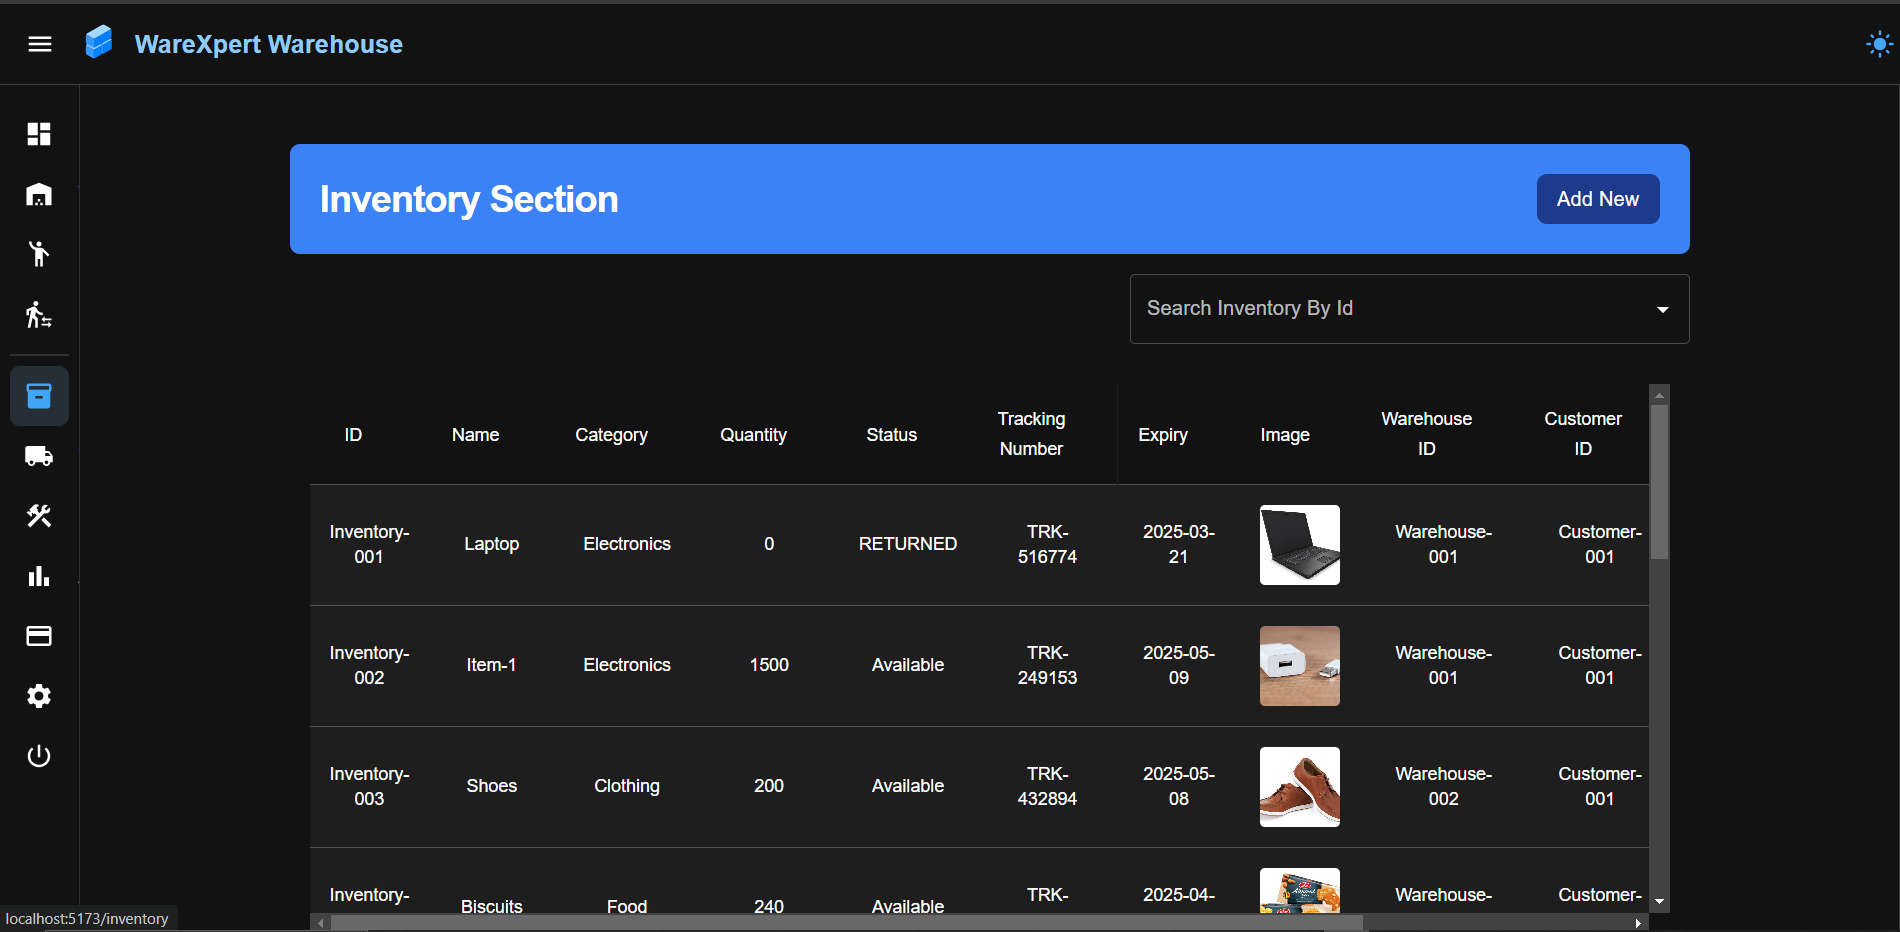 WareXpert Warehouse
Inventory Section
Add New
Search Inventory By Id
ID Name Category Quantity Status Tracking Number Expiry Image Warehouse ID Customer ID
Inventory-001 Laptop Electronics 0 RETURNED TRK-516774 2025-03-21 Warehouse-001 Customer-001
Inventory-002 Item-1 Electronics 1500 Available TRK-249153 2025-05-09 Warehouse-001 Customer-001
Inventory-003 Shoes Clothing 200 Available TRK-432894 2025-05-08 Warehouse-002 Customer-001
Inventory- Biscuits Food 240 Available TRK- 2025-04- Warehouse- Customer-
localhost:5173/inventory